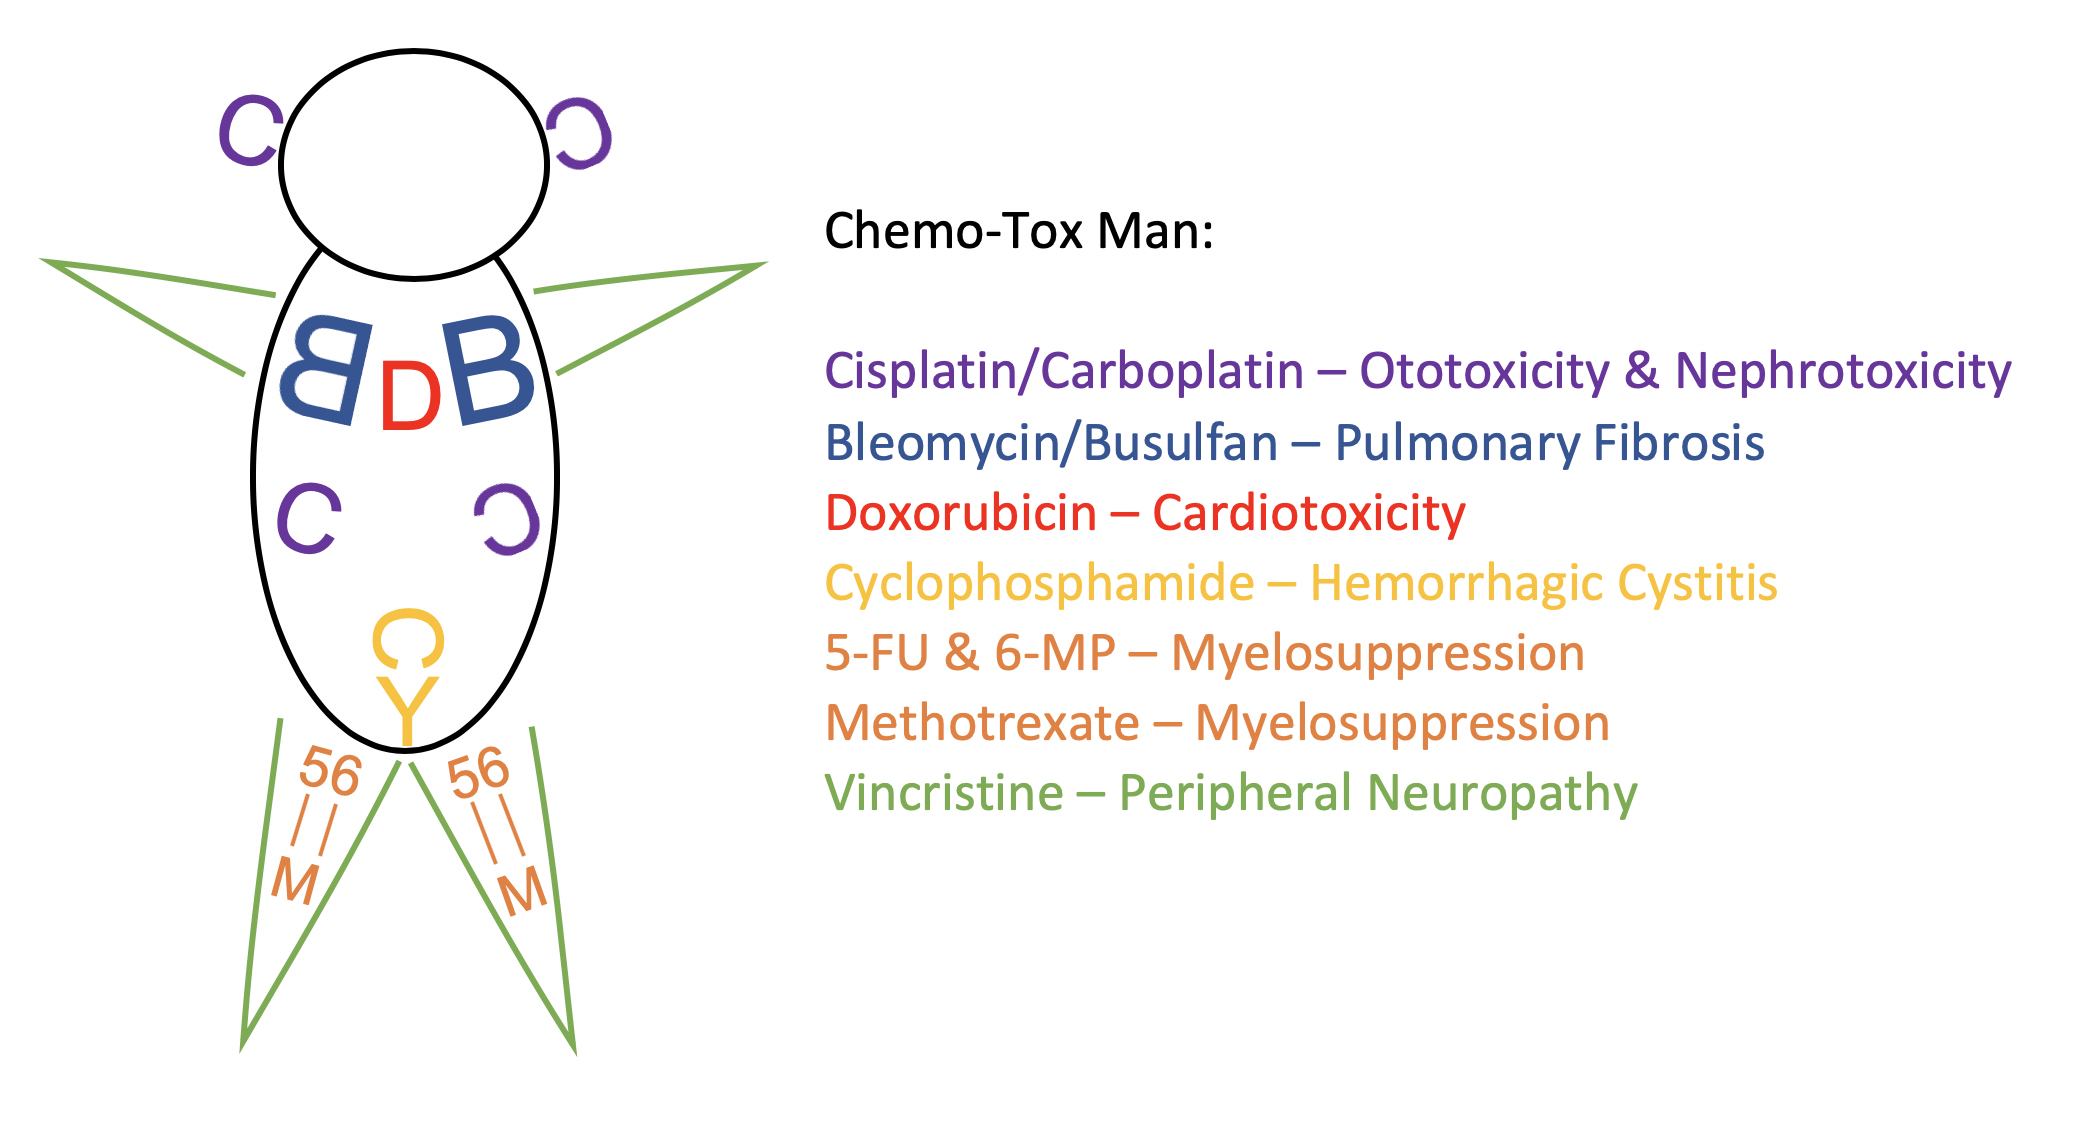 C C
B D B
C C
C
Y
56 56
M M
Chemo-Tox Man:
Cisplatin/Carboplatin – Ototoxicity & Nephrotoxicity
Bleomycin/Busulfan – Pulmonary Fibrosis
Doxorubicin – Cardiotoxicity
Cyclophosphamide – Hemorrhagic Cystitis
5-FU & 6-MP – Myelosuppression
Methotrexate – Myelosuppression
Vincristine – Peripheral Neuropathy